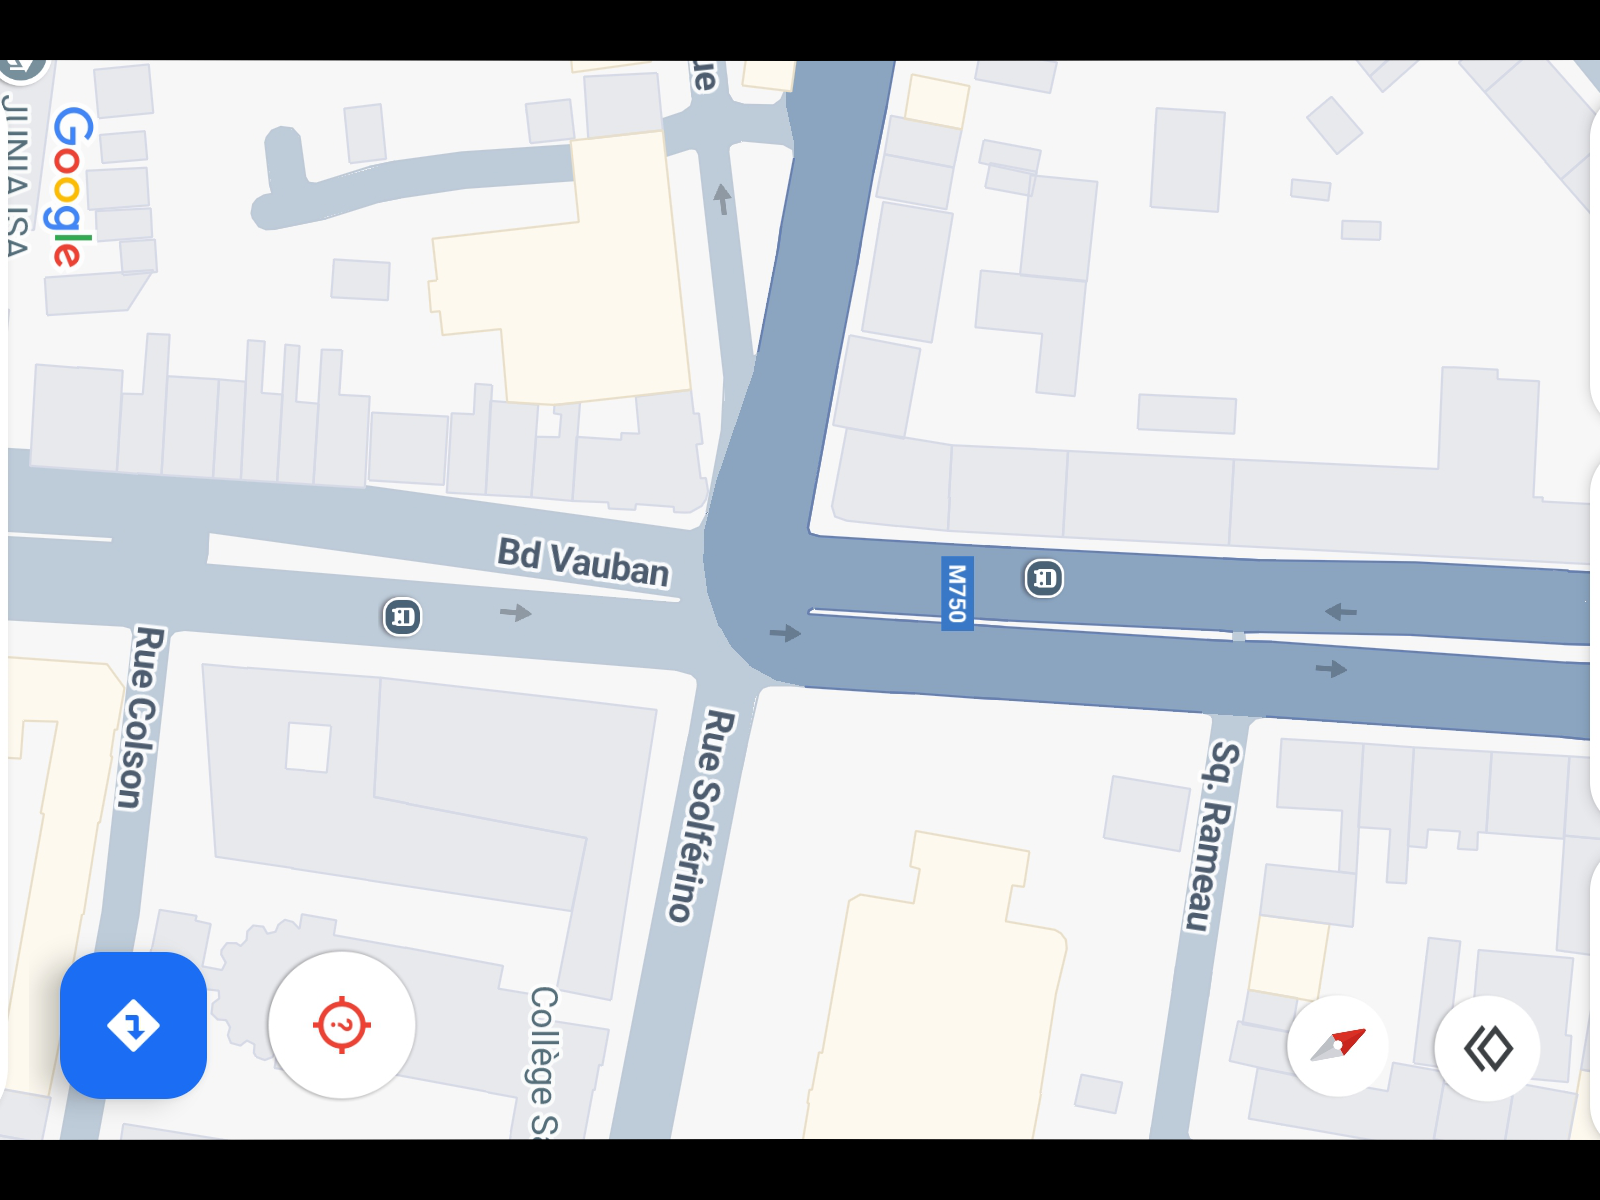 Google
Bd Vauban
M750
Rue Colson
Rue Solférino
Sq. Rameau
Collège
?